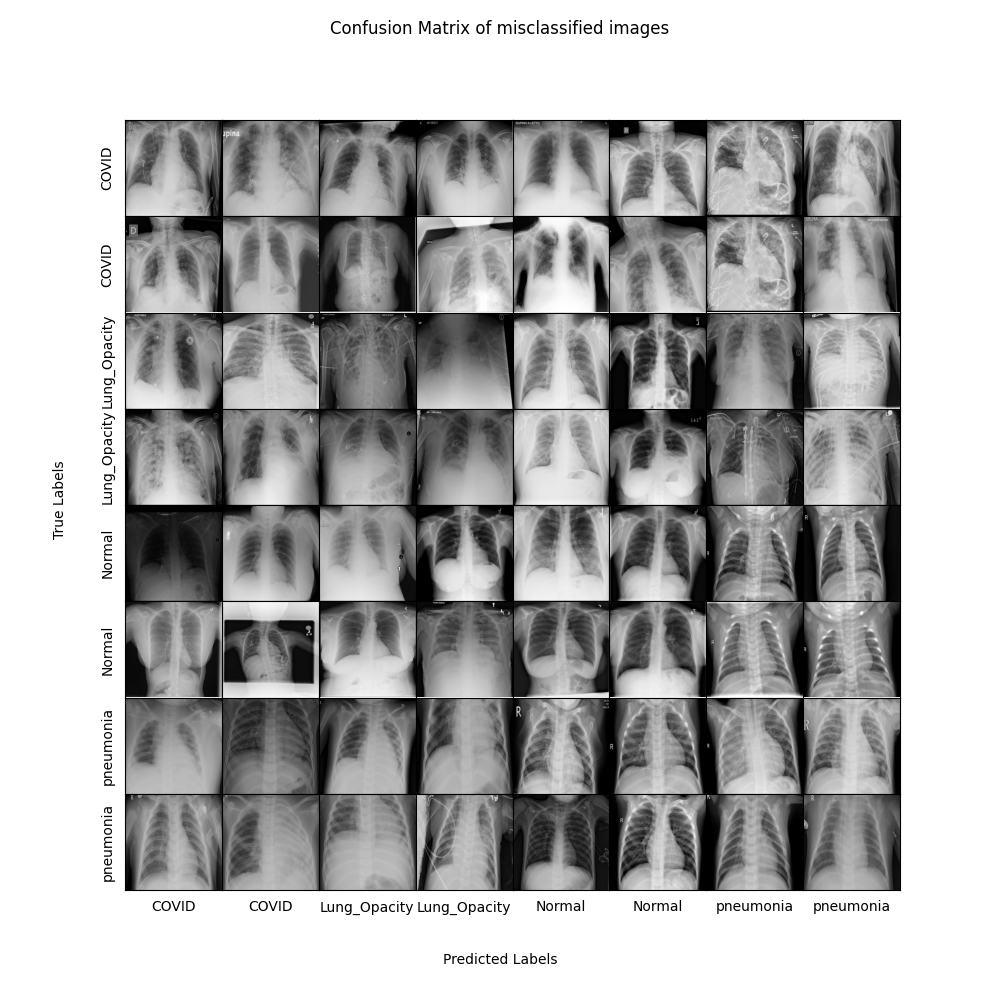 Confusion Matrix of misclassified images
True Labels
COVID
COVID
Lung_Opacity
Lung_Opacity
Normal
Normal
pneumonia
pneumonia
COVID
COVID
Lung_Opacity
Lung_Opacity
Normal
Normal
pneumonia
pneumonia
Predicted Labels